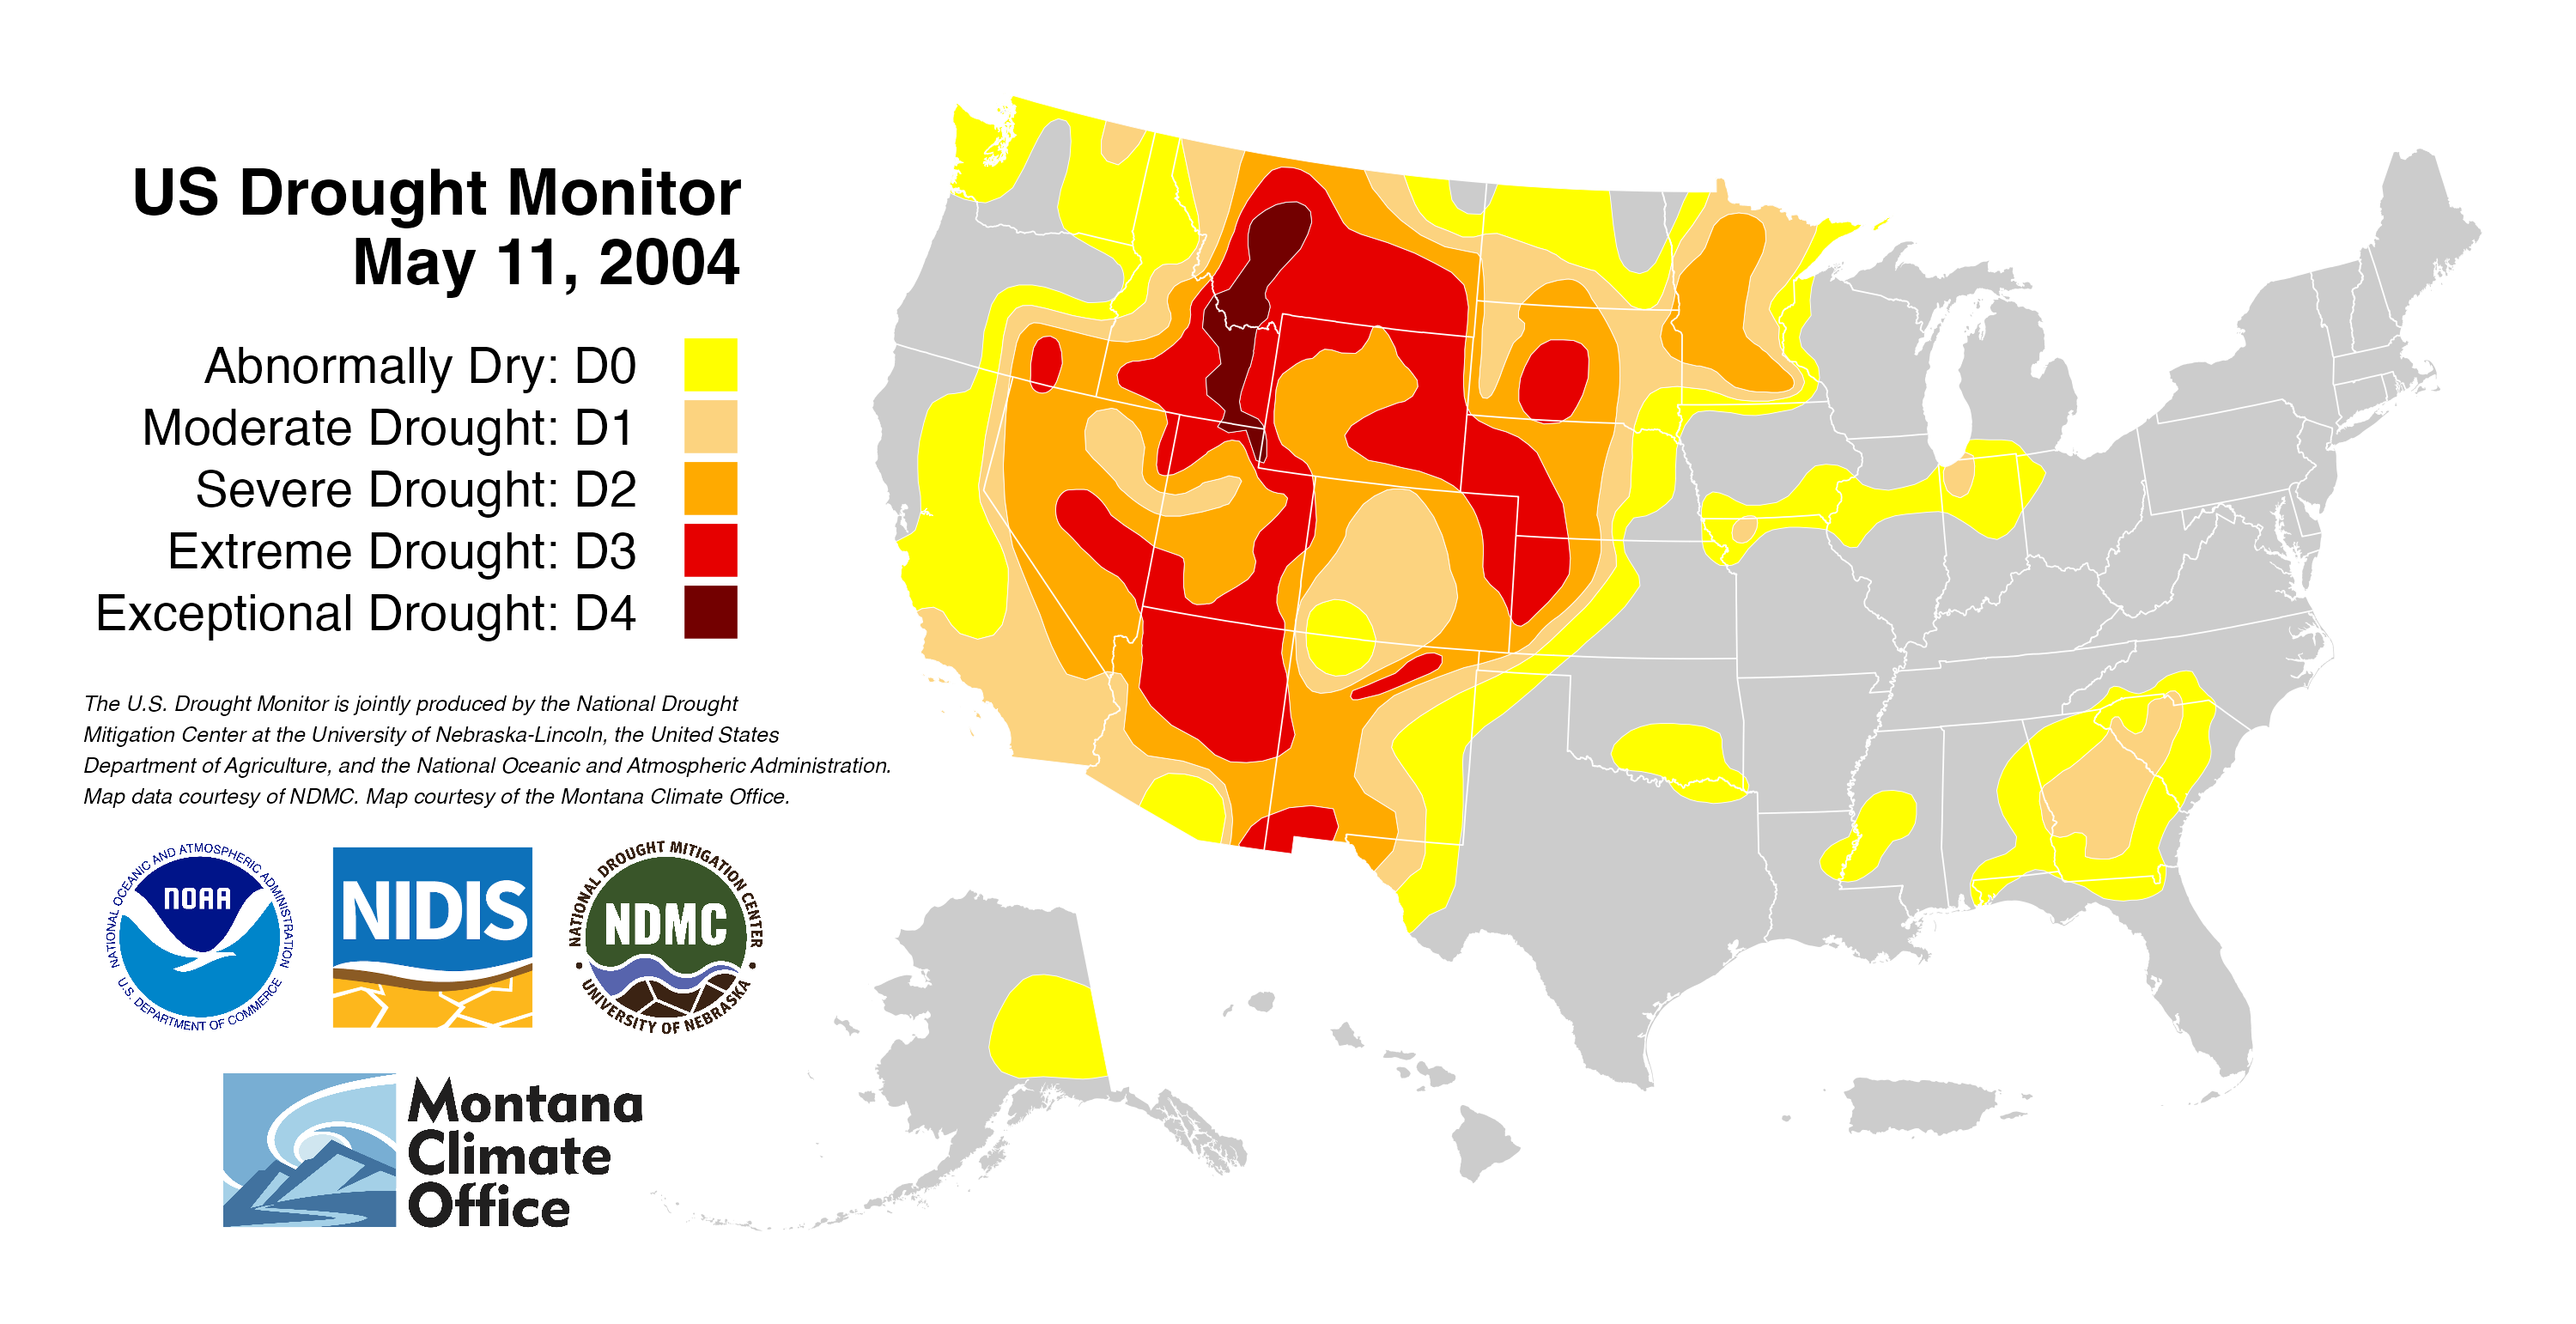 US Drought Monitor
May 11, 2004
Abnormally Dry: D0
Moderate Drought: D1
Severe Drought: D2
Extreme Drought: D3
Exceptional Drought: D4
The U.S. Drought Monitor is jointly produced by the National Drought
Mitigation Center at the University of Nebraska-Lincoln, the United States
Department of Agriculture, and the National Oceanic and Atmospheric Administration.
Map data courtesy of NDMC. Map courtesy of the Montana Climate Office.
NATIONAL OCEANIC AND ATMOSPHERIC ADMINISTRATION
NOAA
U.S. DEPARTMENT OF COMMERCE
NIDIS
NATIONAL DROUGHT MITIGATION CENTER
NDMC
UNIVERSITY OF NEBRASKA
Montana
Climate
Office